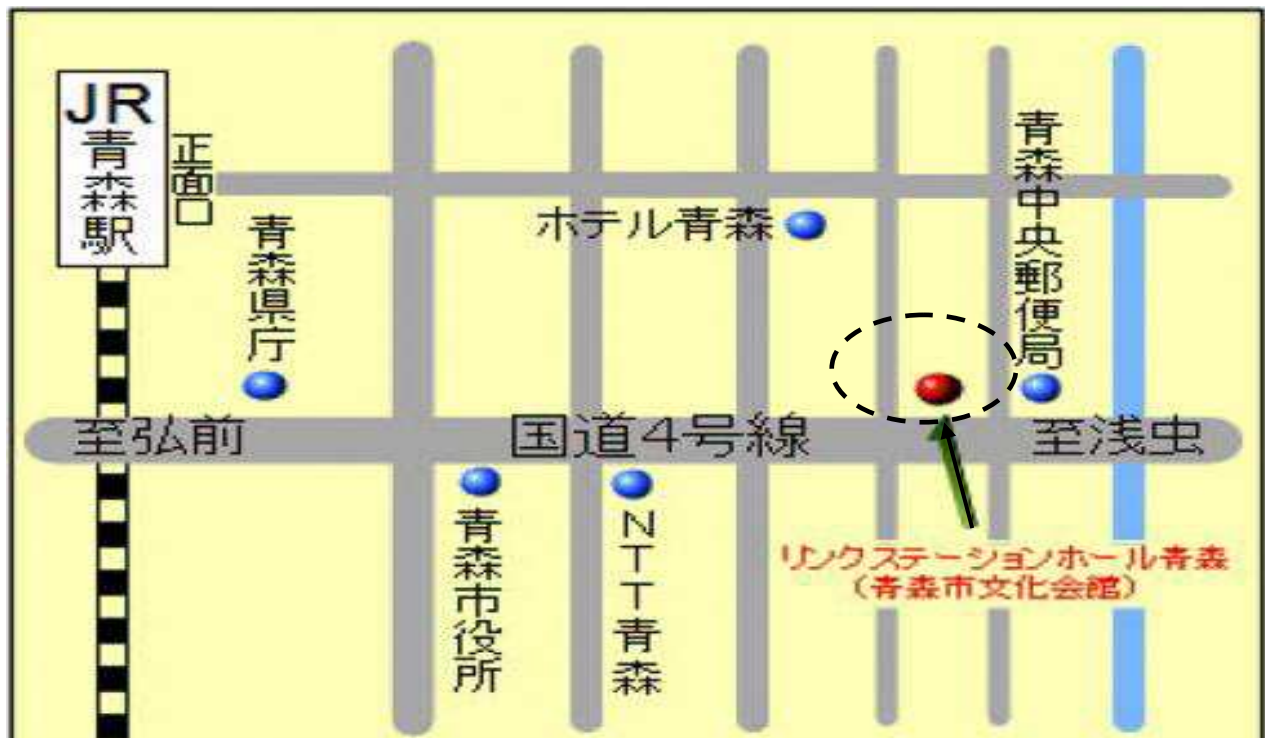 JR
青森駅
正面口
青森県庁
ホテル青森
青森中央郵便局
至弘前
国道4号線
至浅虫
青森市役所
NTT青森
リンクステーションホール青森
(青森市文化会館)